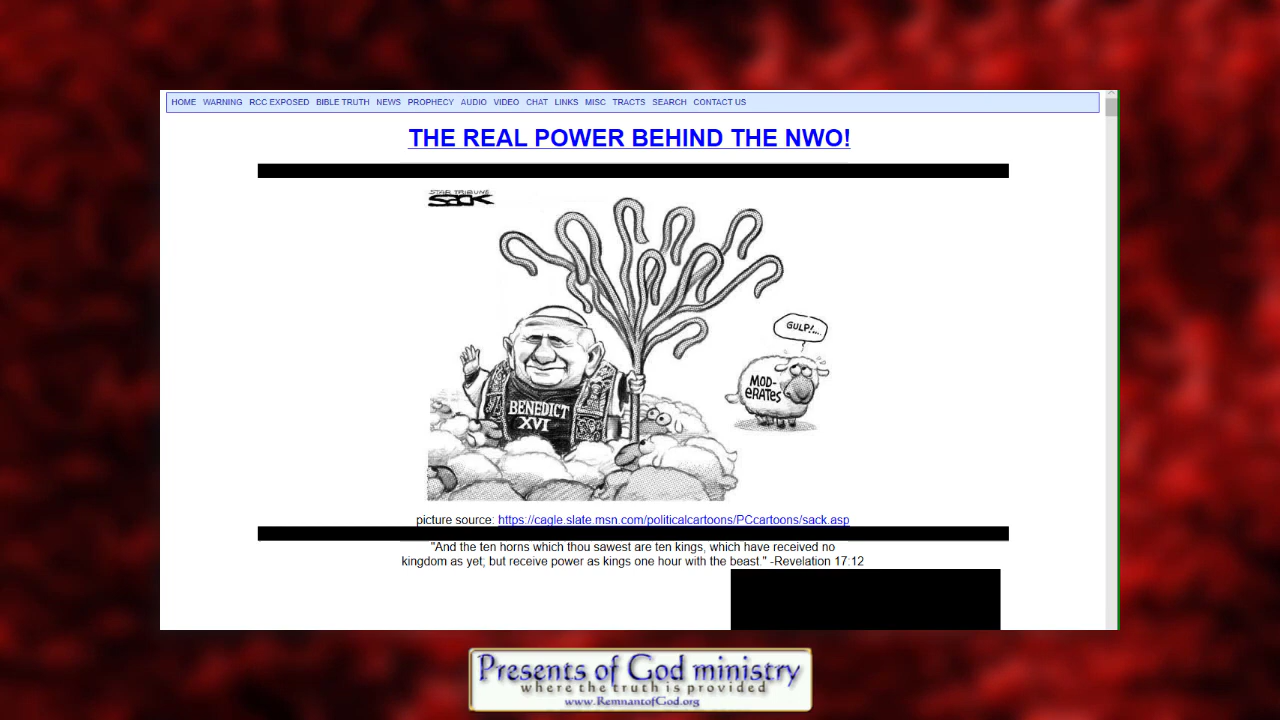 HOME WARNING RCC EXPOSED BIBLE TRUTH NEWS PROPHECY AUDIO VIDEO CHAT LINKS MISC TRACTS SEARCH CONTACT US
THE REAL POWER BEHIND THE NWO!
STAR TRIBUNE
SACK
GULP!...
MOD-
ERATES
BENEDICT
XVI
picture source: https://cagle.slate.msn.com/politicalcartoons/PCcartoons/sack.asp
"And the ten horns which thou sawest are ten kings, which have received no
kingdom as yet; but receive power as kings one hour with the beast." -Revelation 17:12
Presents of God ministry
where the truth is provided
www.RemnantofGod.org